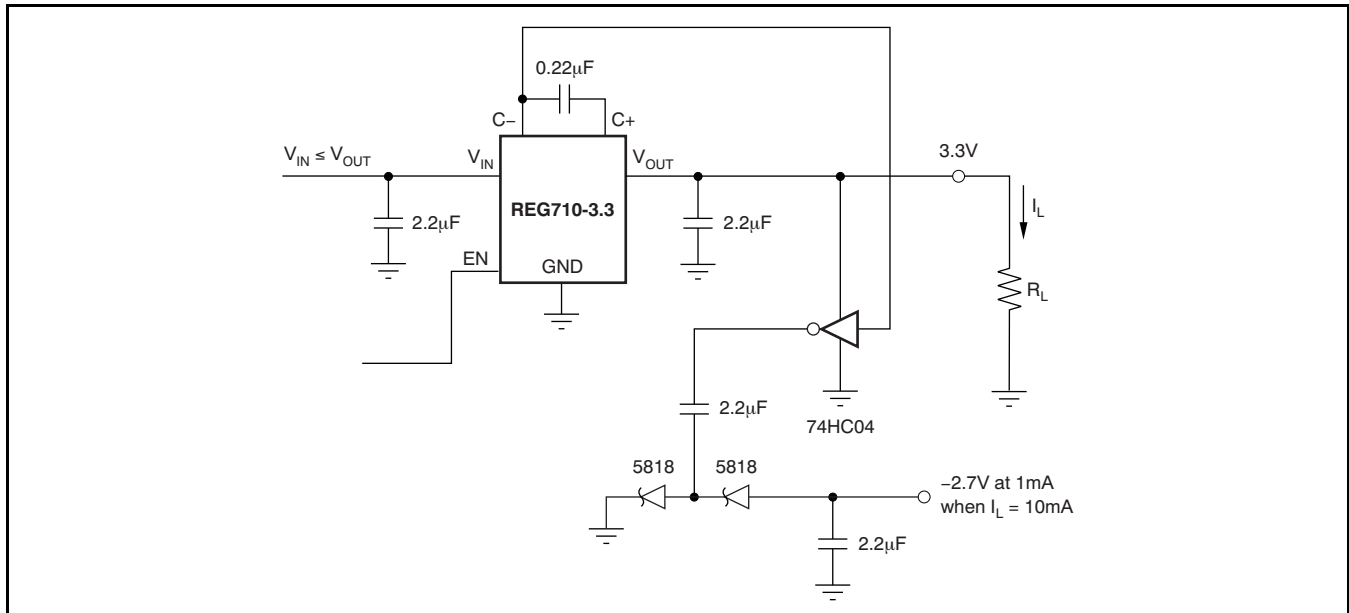 0.22μF
C– C+
V_IN ≤ V_OUT V_IN V_OUT 3.3V
REG710-3.3
2.2μF 2.2μF I_L
EN GND
R_L
2.2μF
74HC04
5818 5818
–2.7V at 1mA
when I_L = 10mA
2.2μF